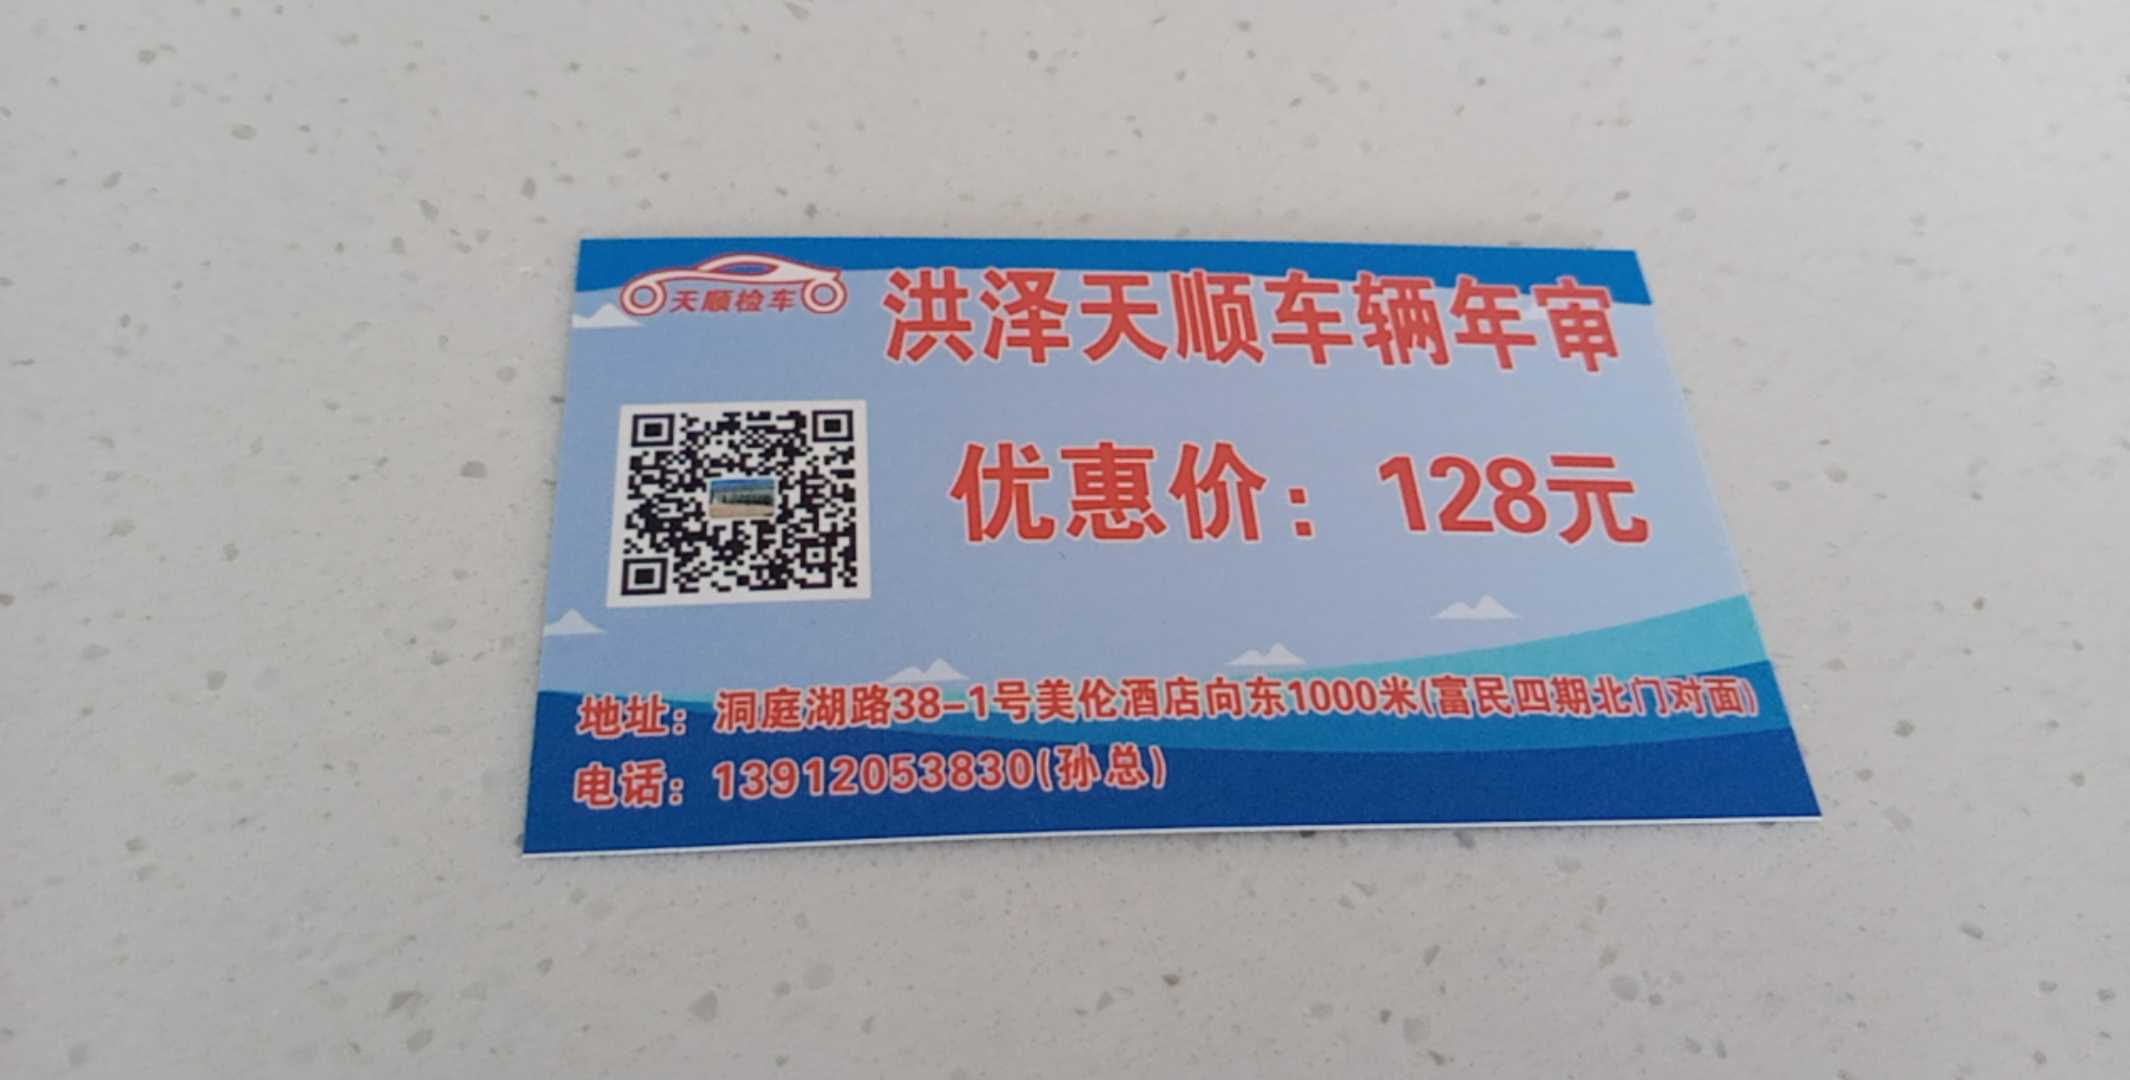 天顺检车
洪泽天顺车辆年审
优惠价：128元
地址：洞庭湖路38-1号美伦酒店向东1000米(富民四期北门对面)
电话：13912053830(孙总)